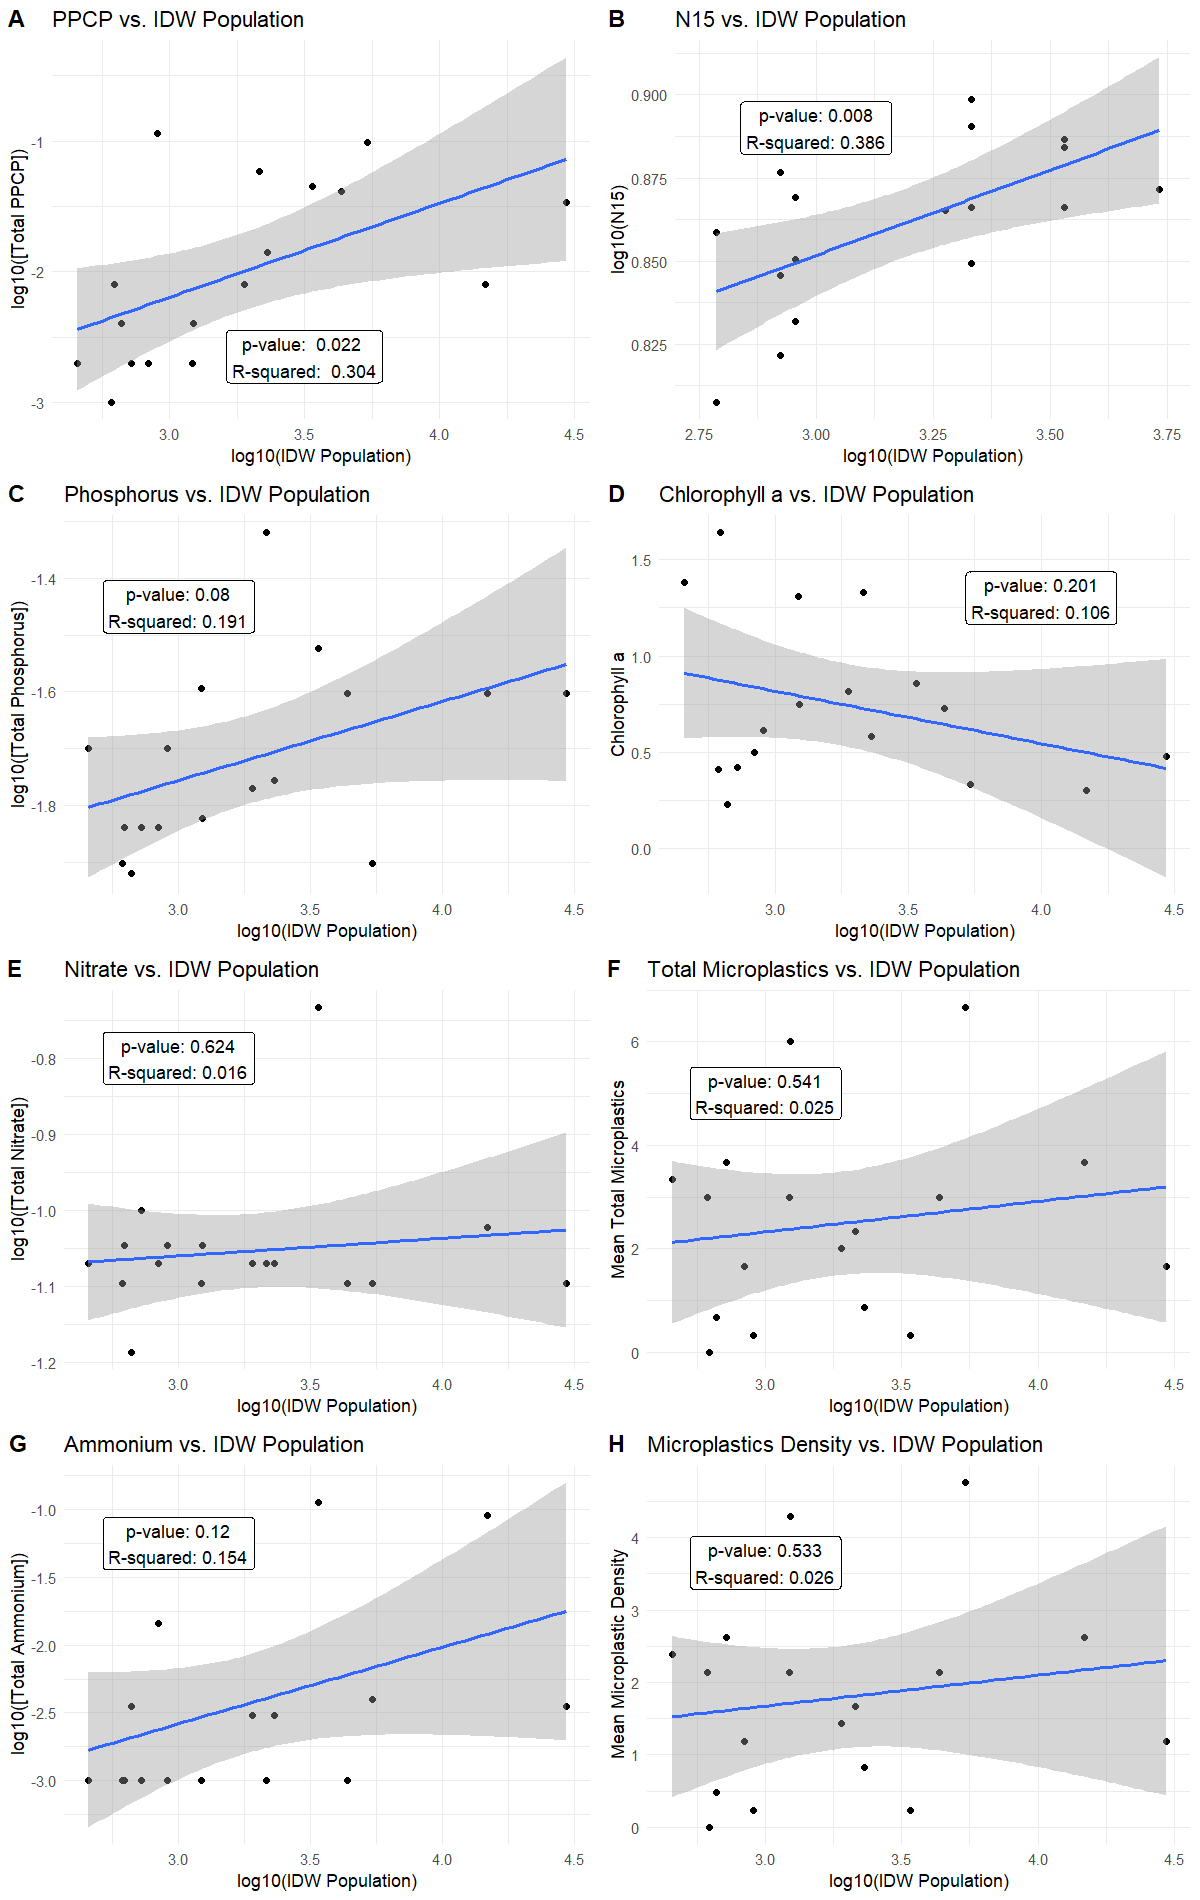 A PPCP vs. IDW Population
log10([Total PPCP])
-1
-2
-3
p-value: 0.022
R-squared: 0.304
3.0 3.5 4.0 4.5
log10(IDW Population)
B N15 vs. IDW Population
log10(N15)
0.900
0.875
0.850
0.825
p-value: 0.008
R-squared: 0.386
2.75 3.00 3.25 3.50 3.75
log10(IDW Population)
C Phosphorus vs. IDW Population
log10([Total Phosphorus])
-1.4
-1.6
-1.8
p-value: 0.08
R-squared: 0.191
3.0 3.5 4.0 4.5
log10(IDW Population)
D Chlorophyll a vs. IDW Population
Chlorophyll a
1.5
1.0
0.5
0.0
p-value: 0.201
R-squared: 0.106
3.0 3.5 4.0 4.5
log10(IDW Population)
E Nitrate vs. IDW Population
log10([Total Nitrate])
-0.8
-0.9
-1.0
-1.1
-1.2
p-value: 0.624
R-squared: 0.016
3.0 3.5 4.0 4.5
log10(IDW Population)
F Total Microplastics vs. IDW Population
Mean Total Microplastics
6
4
2
0
p-value: 0.541
R-squared: 0.025
3.0 3.5 4.0 4.5
log10(IDW Population)
G Ammonium vs. IDW Population
log10([Total Ammonium])
-1.0
-1.5
-2.0
-2.5
-3.0
p-value: 0.12
R-squared: 0.154
3.0 3.5 4.0 4.5
log10(IDW Population)
H Microplastics Density vs. IDW Population
Mean Microplastic Density
4
3
2
1
0
p-value: 0.533
R-squared: 0.026
3.0 3.5 4.0 4.5
log10(IDW Population)